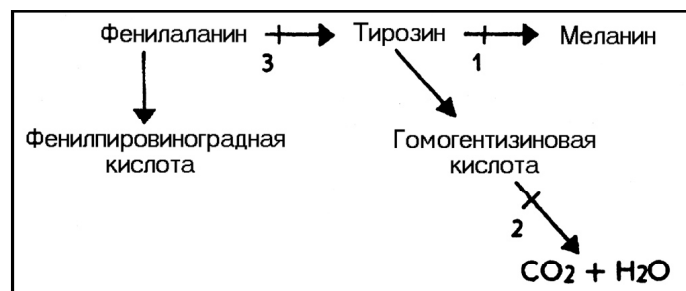 Фенилаланин
3
Тирозин
1
Меланин
Фенилпировиноградная
кислота
Гомогентизиновая
кислота
2
CO2 + H2O